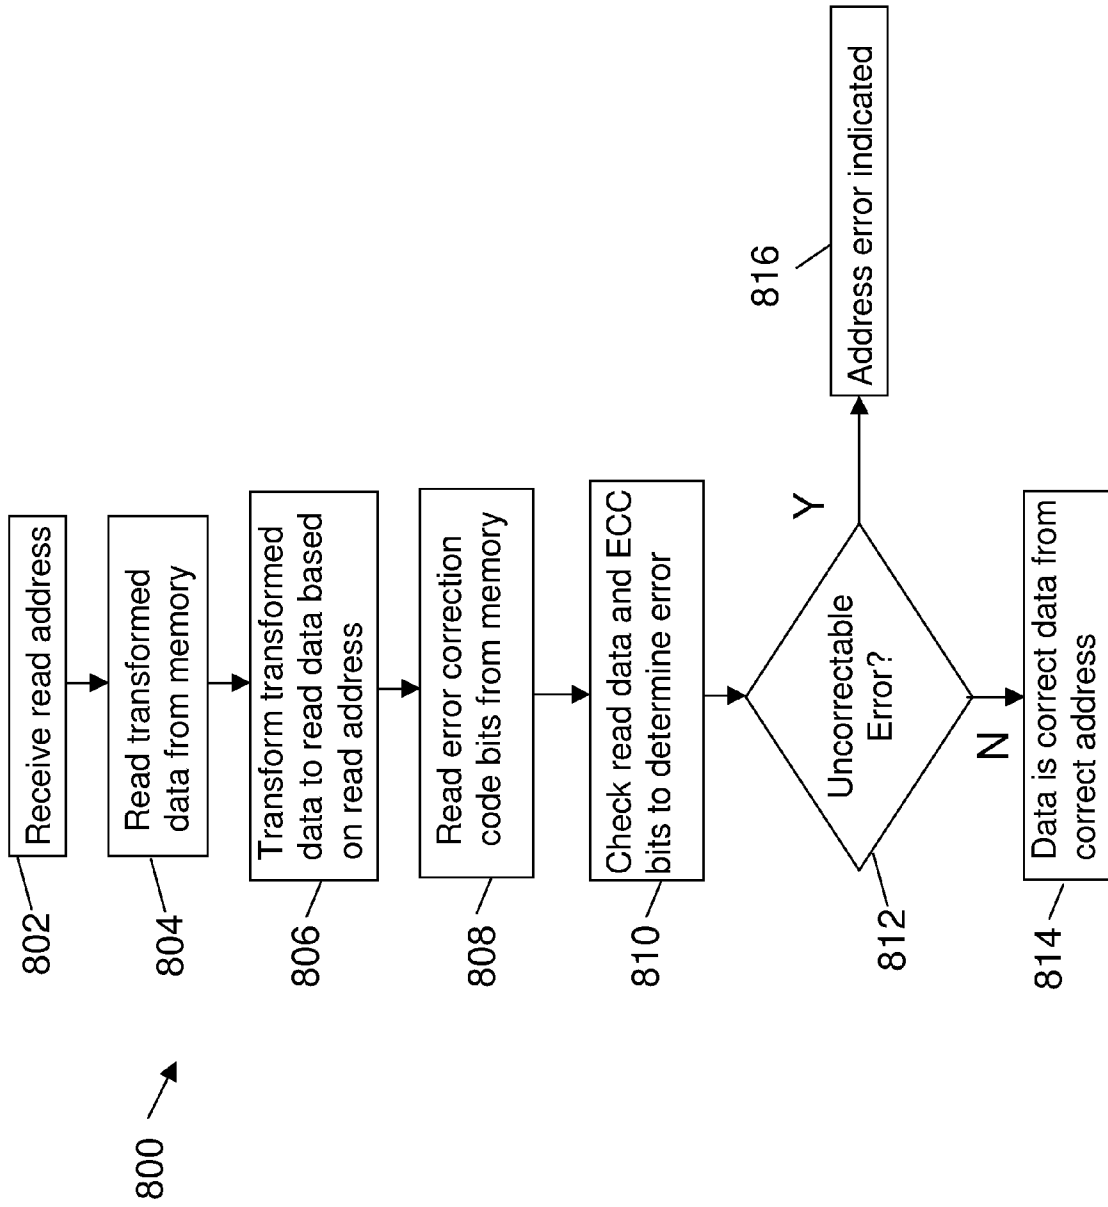 800
802
Receive read address
804
Read transformed
data from memory
806
Transform transformed
data to read data based
on read address
808
Read error correction
code bits from memory
810
Check read data and ECC
bits to determine error
812
Uncorrectable
Error?
Y
816
Address error indicated
N
814
Data is correct data from
correct address